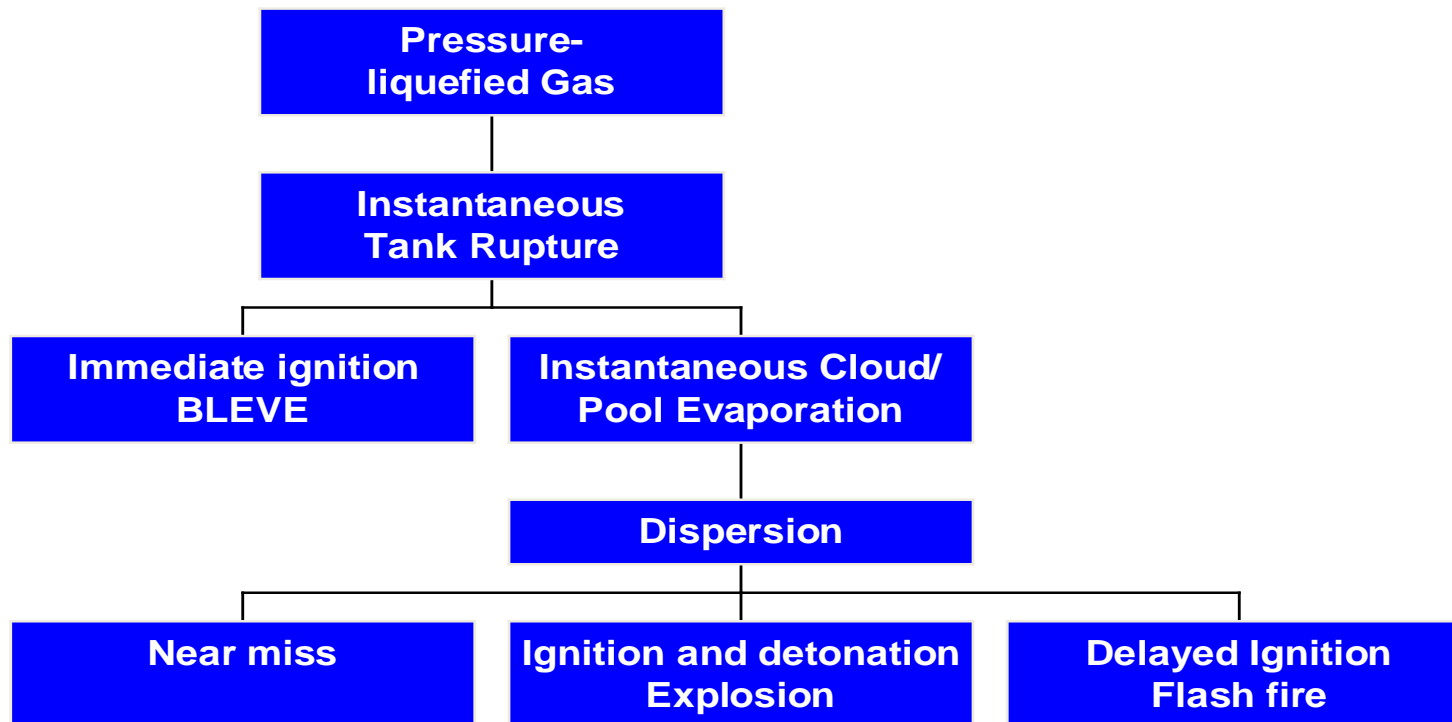 Pressure-
liquefied Gas
Instantaneous
Tank Rupture
Immediate ignition
BLEVE
Instantaneous Cloud/
Pool Evaporation
Dispersion
Near miss
Ignition and detonation
Explosion
Delayed Ignition
Flash fire